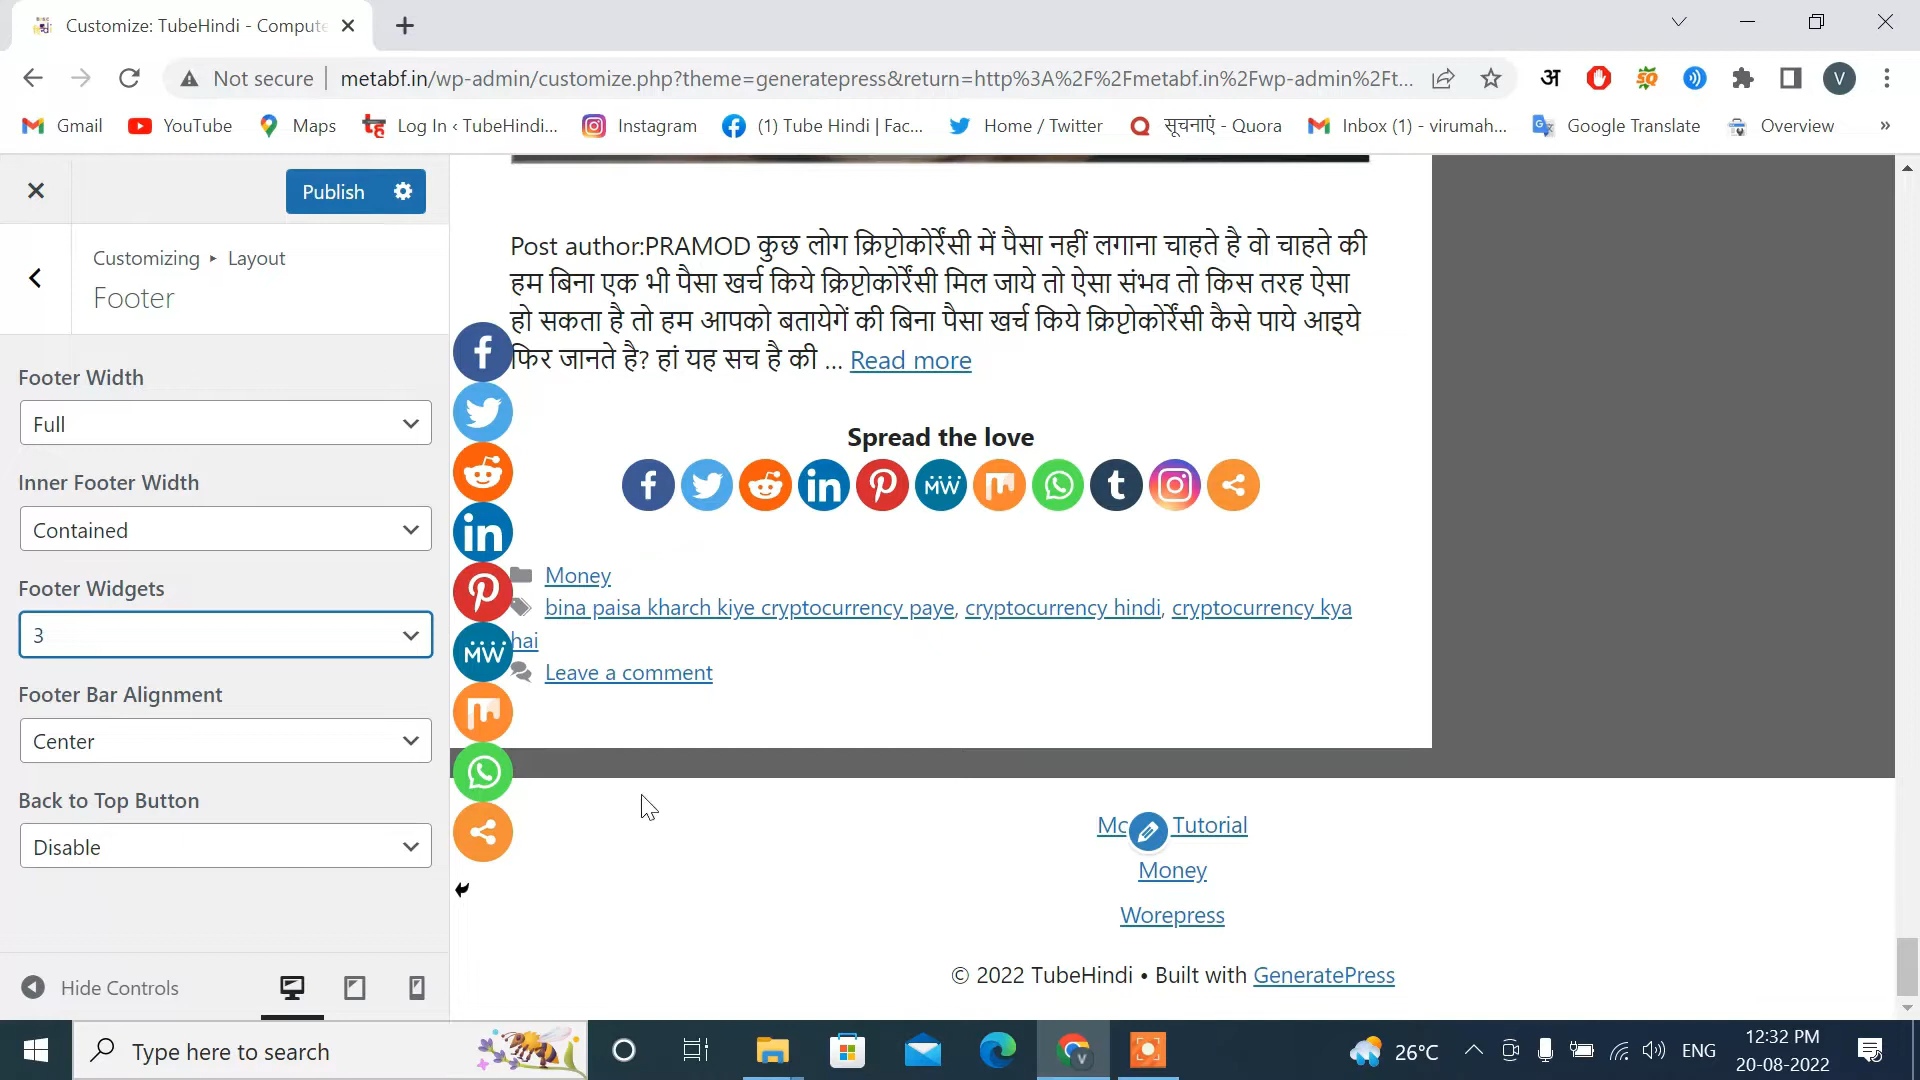 Customize: TubeHindi - Compute
Not secure
metabf.in/wp-admin/customize.php?theme=generatepress&return=http%3A%2F%2Fmetabf.in%2Fwp-admin%2Ft...
अ
SQ
V
Gmail
YouTube
Maps
Log In ‹ TubeHindi...
Instagram
(1) Tube Hindi | Fac...
Home / Twitter
सूचनाएं - Quora
Inbox (1) - virumah...
Google Translate
Overview
»
Publish
Customizing ▸ Layout
Footer
Footer Width
Full
Inner Footer Width
Contained
Footer Widgets
3
Footer Bar Alignment
Center
Back to Top Button
Disable
Hide Controls
Post author:PRAMOD कुछ लोग क्रिप्टोकोर्रेंसी में पैसा नहीं लगाना चाहते है वो चाहते की
हम बिना एक भी पैसा खर्च किये क्रिप्टोकोर्रेंसी मिल जाये तो ऐसा संभव तो किस तरह ऐसा
हो सकता है तो हम आपको बतायेगें की बिना पैसा खर्च किये क्रिप्टोकोर्रेंसी कैसे पाये आइये
फिर जानते है? हां यह सच है की ... Read more
Spread the love
MW
Money
bina paisa kharch kiye cryptocurrency paye, cryptocurrency hindi, cryptocurrency kya
hai
Leave a comment
MW
Tutorial
Money
Worepress
© 2022 TubeHindi • Built with GeneratePress
Type here to search
26°C
ENG
12:32 PM
20-08-2022